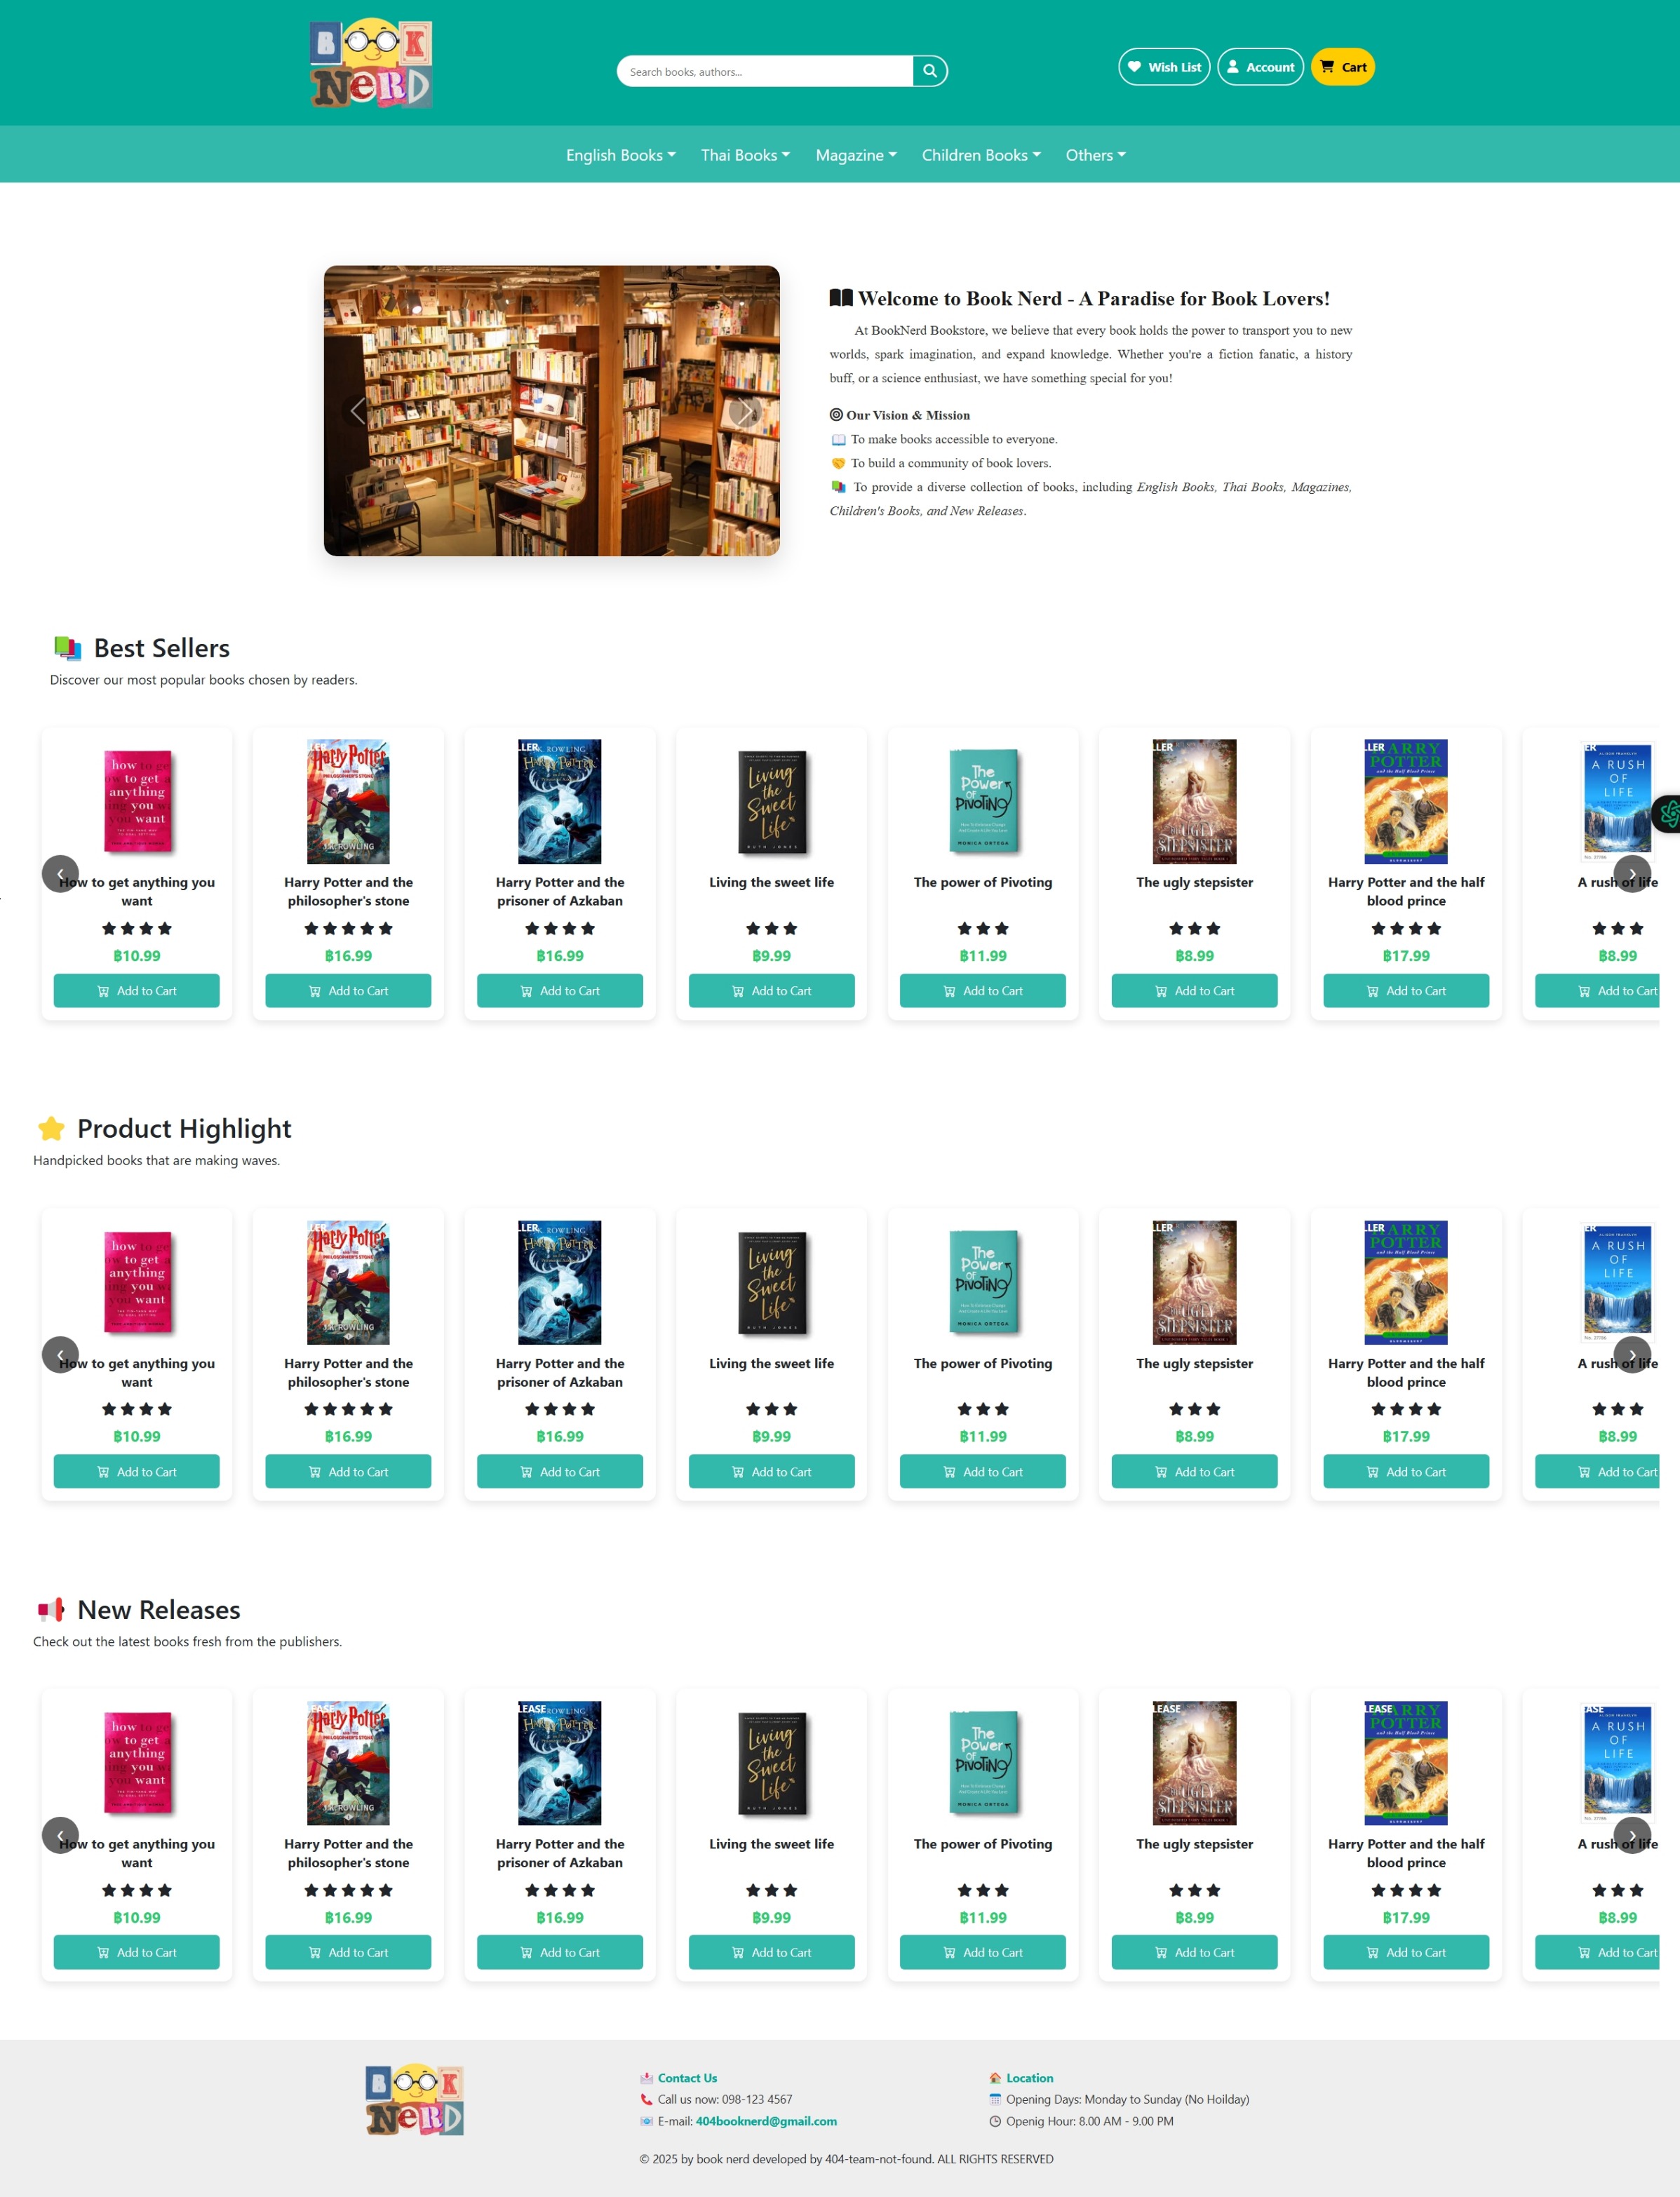 BOOK
NERD
Search books, authors...
Wish List
Account
Cart
English Books
Thai Books
Magazine
Children Books
Others
Welcome to Book Nerd - A Paradise for Book Lovers!
At BookNerd Bookstore, we believe that every book holds the power to transport you to new
worlds, spark imagination, and expand knowledge. Whether you're a fiction fanatic, a history
buff, or a science enthusiast, we have something special for you!
Our Vision & Mission
To make books accessible to everyone.
To build a community of book lovers.
To provide a diverse collection of books, including English Books, Thai Books, Magazines,
Children's Books, and New Releases.
Best Sellers
Discover our most popular books chosen by readers.
How to get anything you
want
฿10.99
Add to Cart
Harry Potter and the
philosopher's stone
฿16.99
Add to Cart
Harry Potter and the
prisoner of Azkaban
฿16.99
Add to Cart
Living the sweet life
฿9.99
Add to Cart
The power of Pivoting
฿11.99
Add to Cart
The ugly stepsister
฿8.99
Add to Cart
Harry Potter and the half
blood prince
฿17.99
Add to Cart
A rush of life
฿8.99
Add to Cart
Product Highlight
Handpicked books that are making waves.
How to get anything you
want
฿10.99
Add to Cart
Harry Potter and the
philosopher's stone
฿16.99
Add to Cart
Harry Potter and the
prisoner of Azkaban
฿16.99
Add to Cart
Living the sweet life
฿9.99
Add to Cart
The power of Pivoting
฿11.99
Add to Cart
The ugly stepsister
฿8.99
Add to Cart
Harry Potter and the half
blood prince
฿17.99
Add to Cart
A rush of life
฿8.99
Add to Cart
New Releases
Check out the latest books fresh from the publishers.
How to get anything you
want
฿10.99
Add to Cart
Harry Potter and the
philosopher's stone
฿16.99
Add to Cart
Harry Potter and the
prisoner of Azkaban
฿16.99
Add to Cart
Living the sweet life
฿9.99
Add to Cart
The power of Pivoting
฿11.99
Add to Cart
The ugly stepsister
฿8.99
Add to Cart
Harry Potter and the half
blood prince
฿17.99
Add to Cart
A rush of life
฿8.99
Add to Cart
BOOK
NERD
Contact Us
Call us now: 098-123 4567
E-mail: 404booknerd@gmail.com
Location
Opening Days: Monday to Sunday (No Hoilday)
Openig Hour: 8.00 AM - 9.00 PM
© 2025 by book nerd developed by 404-team-not-found. ALL RIGHTS RESERVED